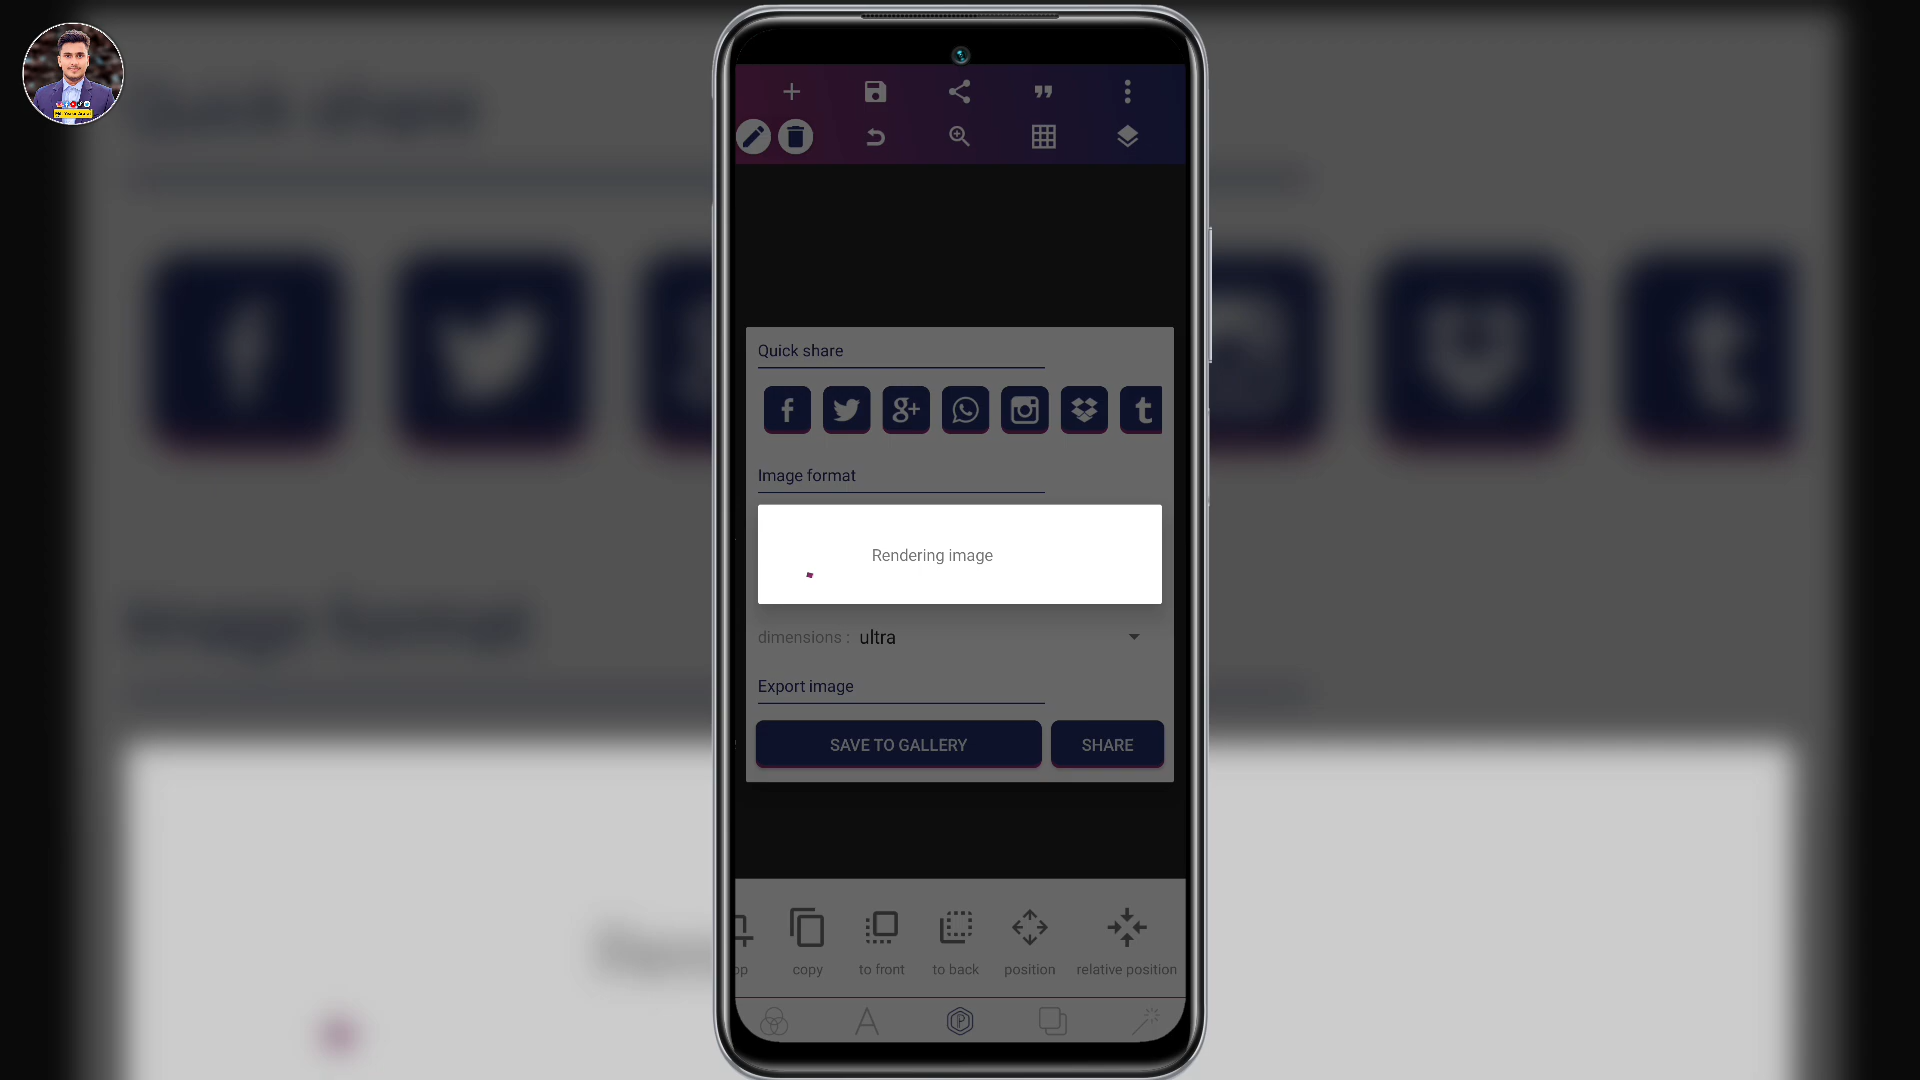 Quick share
Image format
Rendering image
dimensions : ultra
Export image
SAVE TO GALLERY
SHARE
op
copy
to front
to back
position
relative position